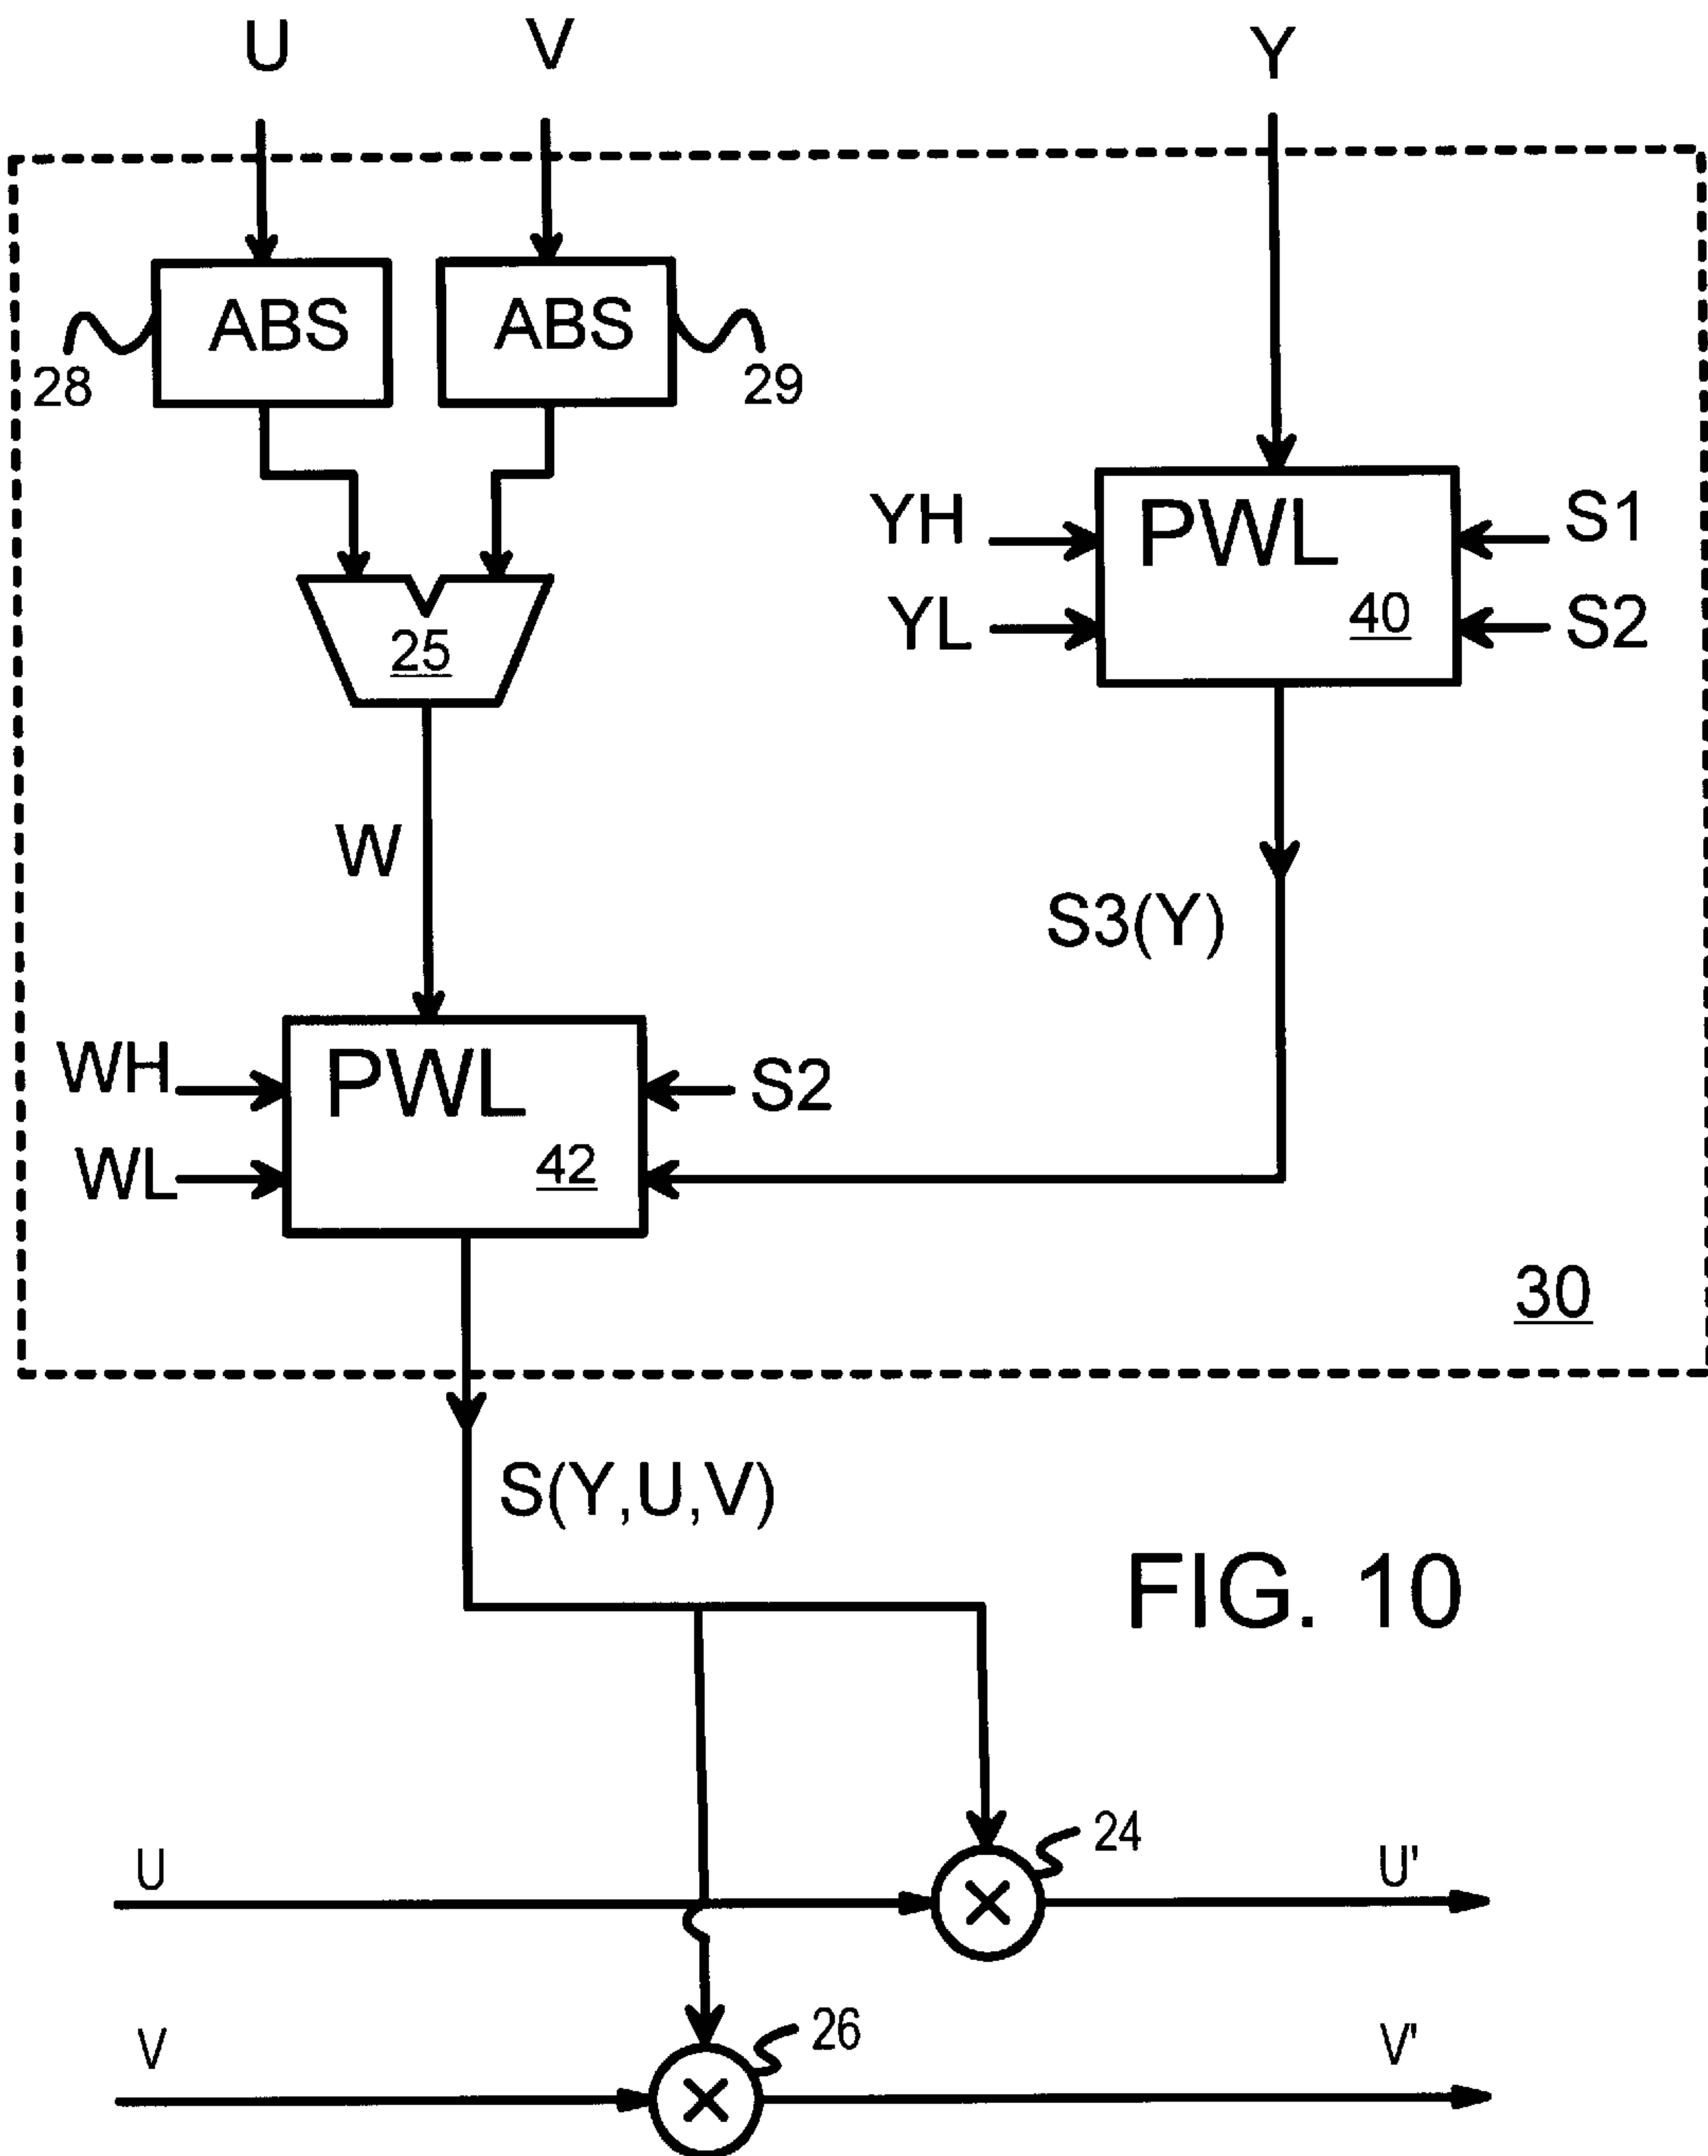 U V Y
ABS ABS
28 29
YH PWL S1
YL 40 S2
25
W
S3(Y)
WH PWL S2
WL 42
30
S(Y,U,V)
FIG. 10
24
U U'
26
V V'